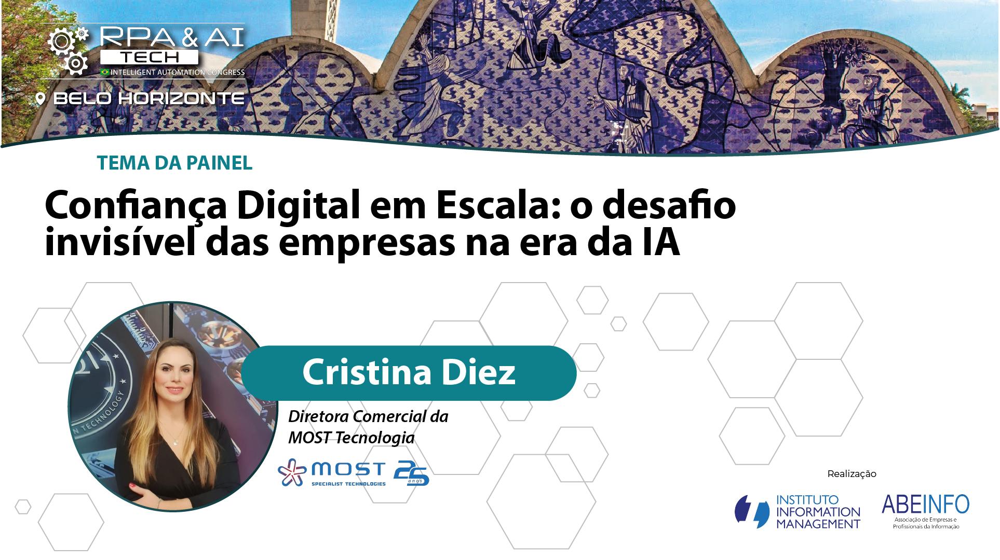 RPA & AI
TECH
INTELLIGENT AUTOMATION CONGRESS
BELO HORIZONTE
TEMA DA PAINEL
Confiança Digital em Escala: o desafio
invisível das empresas na era da IA
N TECHNOLOGY
Cristina Diez
Diretora Comercial da
MOST Tecnologia
MOST
SPECIALIST TECHNOLOGIES
25
anos
Realização
INSTITUTO
INFORMATION
MANAGEMENT
ABEINFO
Associação de Empresas e
Profissionais da Informação